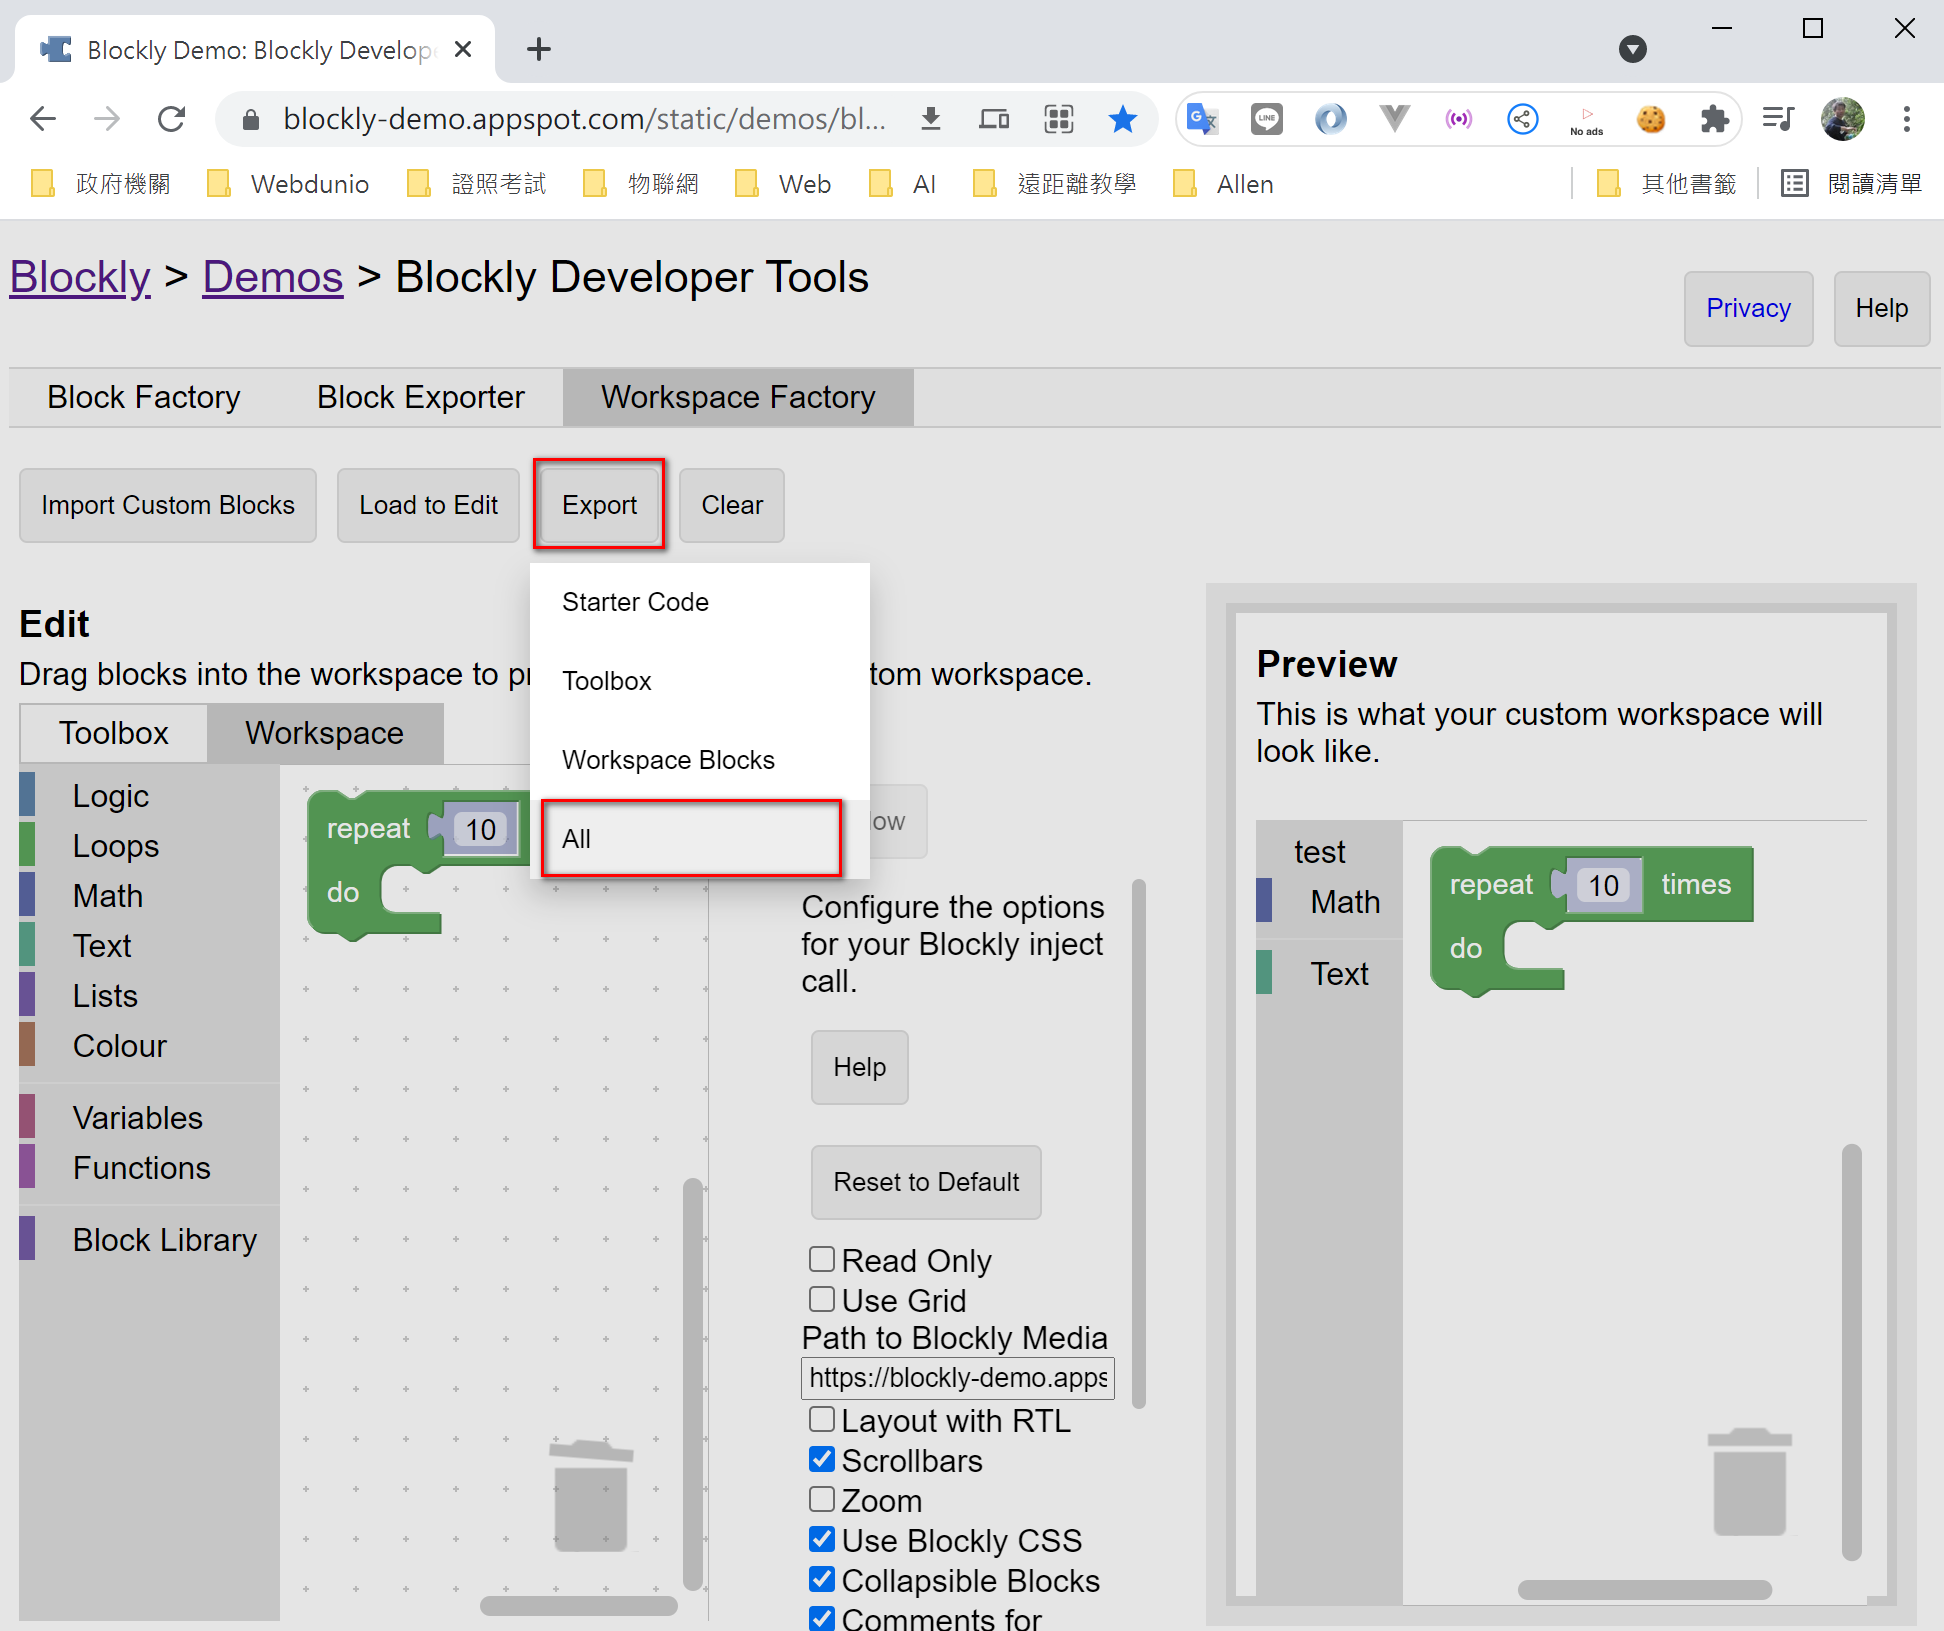 Blockly Demo: Blockly Develope
blockly-demo.appspot.com/static/demos/bl...
LINE
No ads
政府機關
Webdunio
證照考試
物聯網
Web
AI
遠距離教學
Allen
其他書籤
閱讀清單
Blockly > Demos > Blockly Developer Tools
Privacy
Help
Block Factory
Block Exporter
Workspace Factory
Import Custom Blocks
Load to Edit
Export
Clear
Starter Code
Toolbox
Workspace Blocks
All
Edit
Drag blocks into the workspace to pr
tom workspace.
Toolbox
Workspace
Logic
Loops
Math
Text
Lists
Colour
Variables
Functions
Block Library
repeat 10
do
low
Configure the options
for your Blockly inject
call.
Help
Reset to Default
Read Only
Use Grid
Path to Blockly Media
https://blockly-demo.apps
Layout with RTL
Scrollbars
Zoom
Use Blockly CSS
Collapsible Blocks
Comments for
Preview
This is what your custom workspace will
look like.
test
Math
Text
repeat 10 times
do